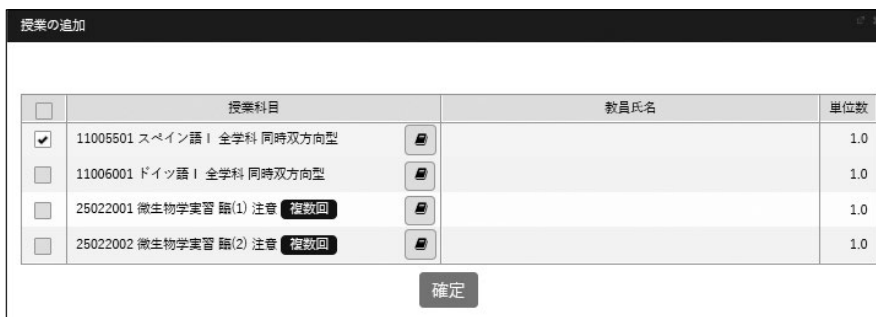 授業の追加
授業科目 教員氏名 単位数
11005501 スペイン語Ⅰ 全学科 同時双方向型 1.0
11006001 ドイツ語Ⅰ 全学科 同時双方向型 1.0
25022001 微生物学実習 臨(1) 注意 複数回 1.0
25022002 微生物学実習 臨(2) 注意 複数回 1.0
確定